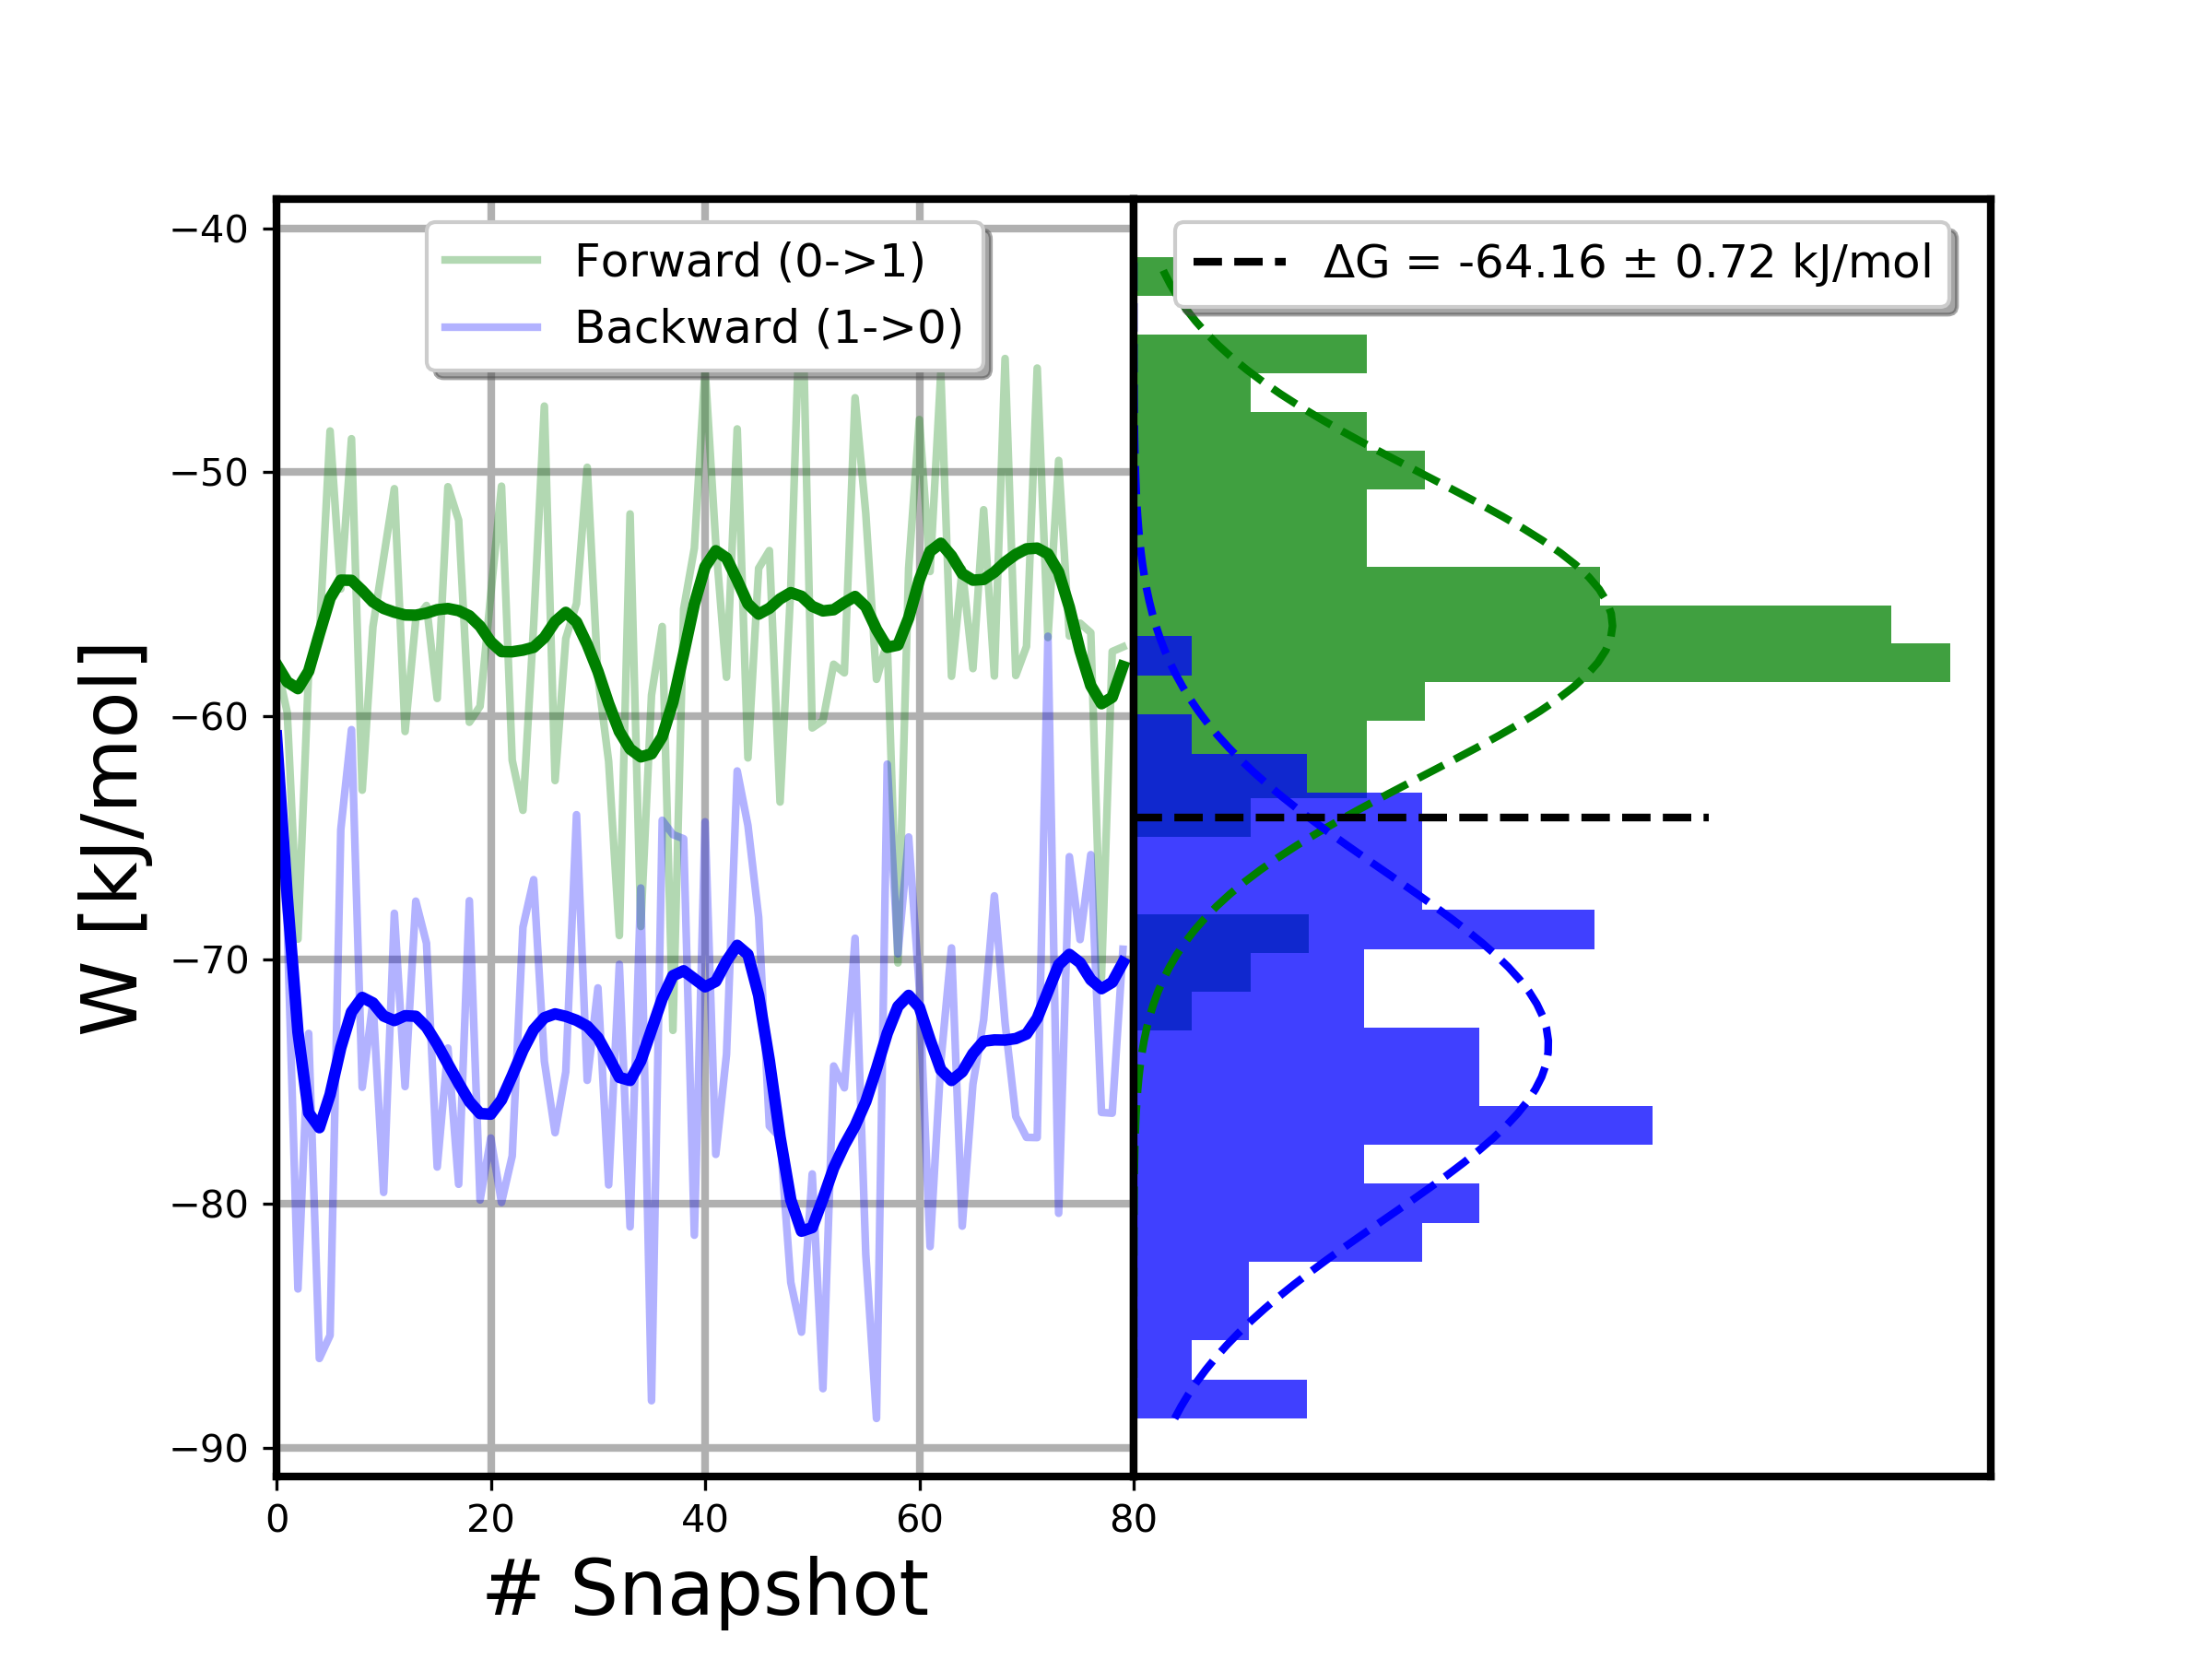 Forward (0->1)
Backward (1->0)
ΔG = -64.16 ± 0.72 kJ/mol
W [kJ/mol]
−40
−50
−60
−70
−80
−90
0 20 40 60 80
# Snapshot